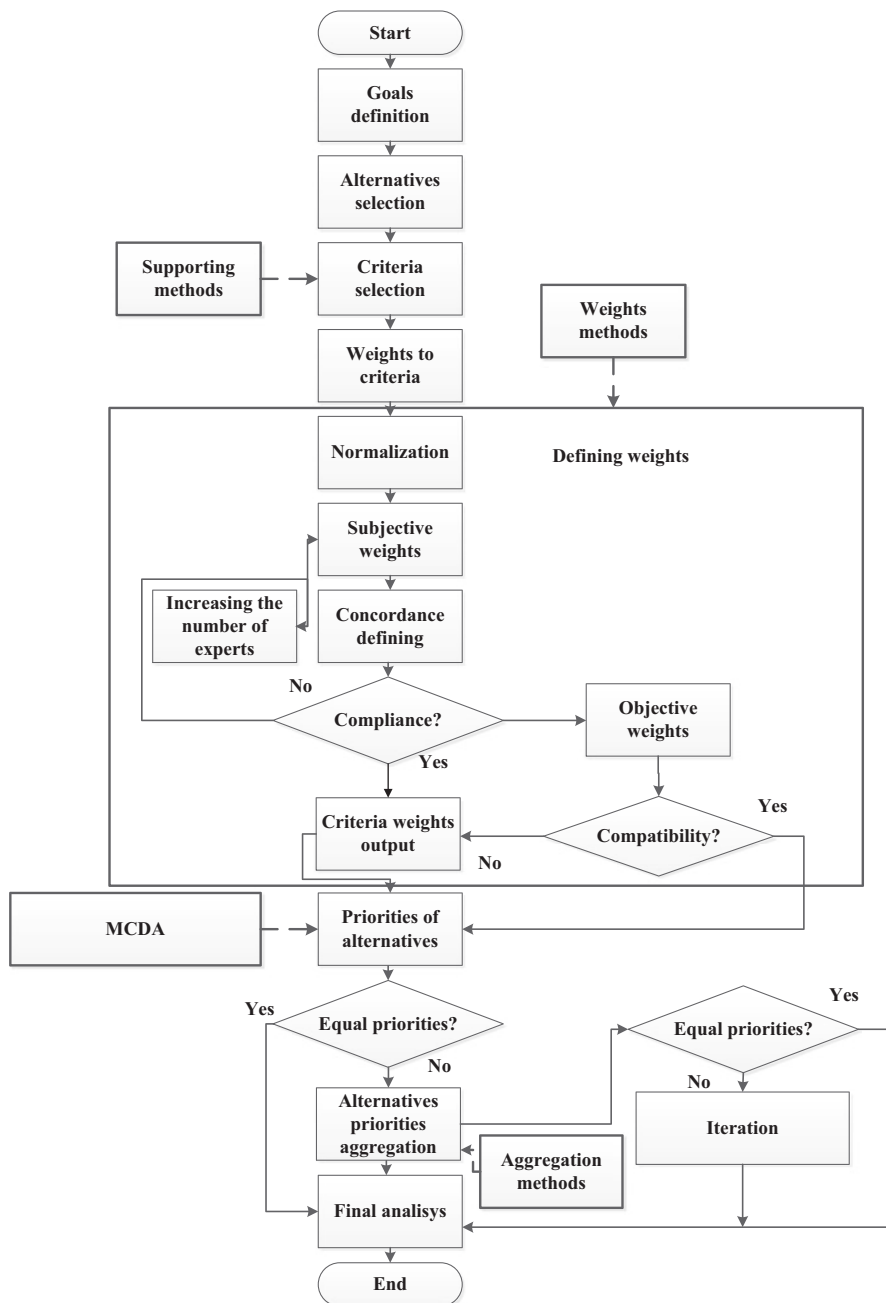 Start
Goals
definition
Alternatives
selection
Supporting
methods
Criteria
selection
Weights
methods
Weights to
criteria
Normalization
Defining weights
Subjective
weights
Increasing the
number of
experts
Concordance
defining
No
Compliance?
Objective
weights
Yes
Criteria weights
output
Yes
Compatibility?
No
MCDA
Priorities of
alternatives
Yes
Equal priorities?
No
Equal priorities?
Yes
No
Alternatives
priorities
aggregation
Iteration
Aggregation
methods
Final analisys
End